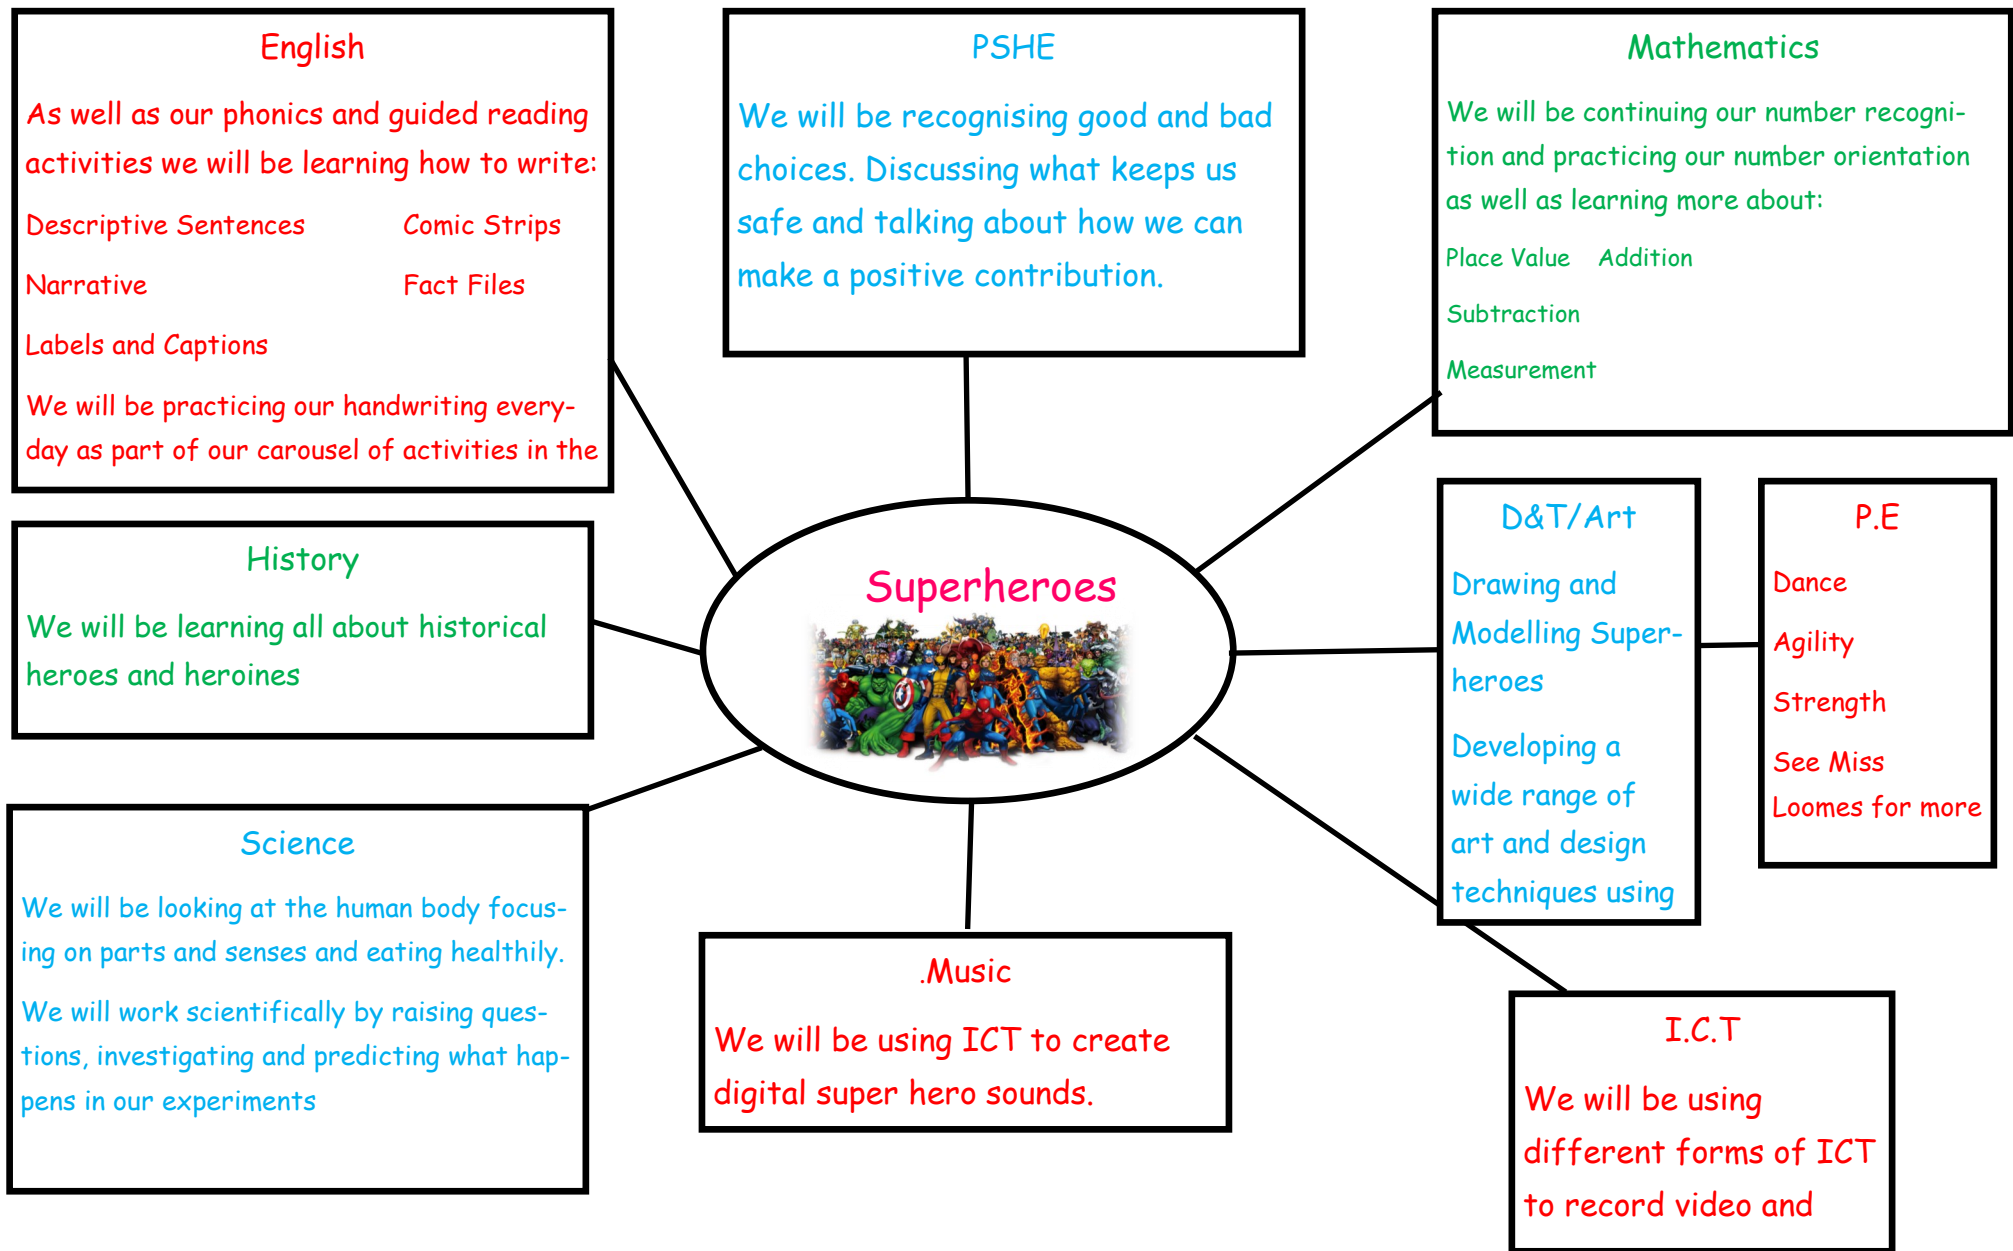 English
As well as our phonics and guided reading
activities we will be learning how to write:
Descriptive Sentences Comic Strips
Narrative Fact Files
Labels and Captions
We will be practicing our handwriting every-
day as part of our carousel of activities in the
PSHE
We will be recognising good and bad
choices. Discussing what keeps us
safe and talking about how we can
make a positive contribution.
Mathematics
We will be continuing our number recogni-
tion and practicing our number orientation
as well as learning more about:
Place Value Addition
Subtraction
Measurement
History
We will be learning all about historical
heroes and heroines
Superheroes
D&T/Art
Drawing and
Modelling Super-
heroes
Developing a
wide range of
art and design
techniques using
P.E
Dance
Agility
Strength
See Miss
Loomes for more
Science
We will be looking at the human body focus-
ing on parts and senses and eating healthily.
We will work scientifically by raising ques-
tions, investigating and predicting what hap-
pens in our experiments
.Music
We will be using ICT to create
digital super hero sounds.
I.C.T
We will be using
different forms of ICT
to record video and